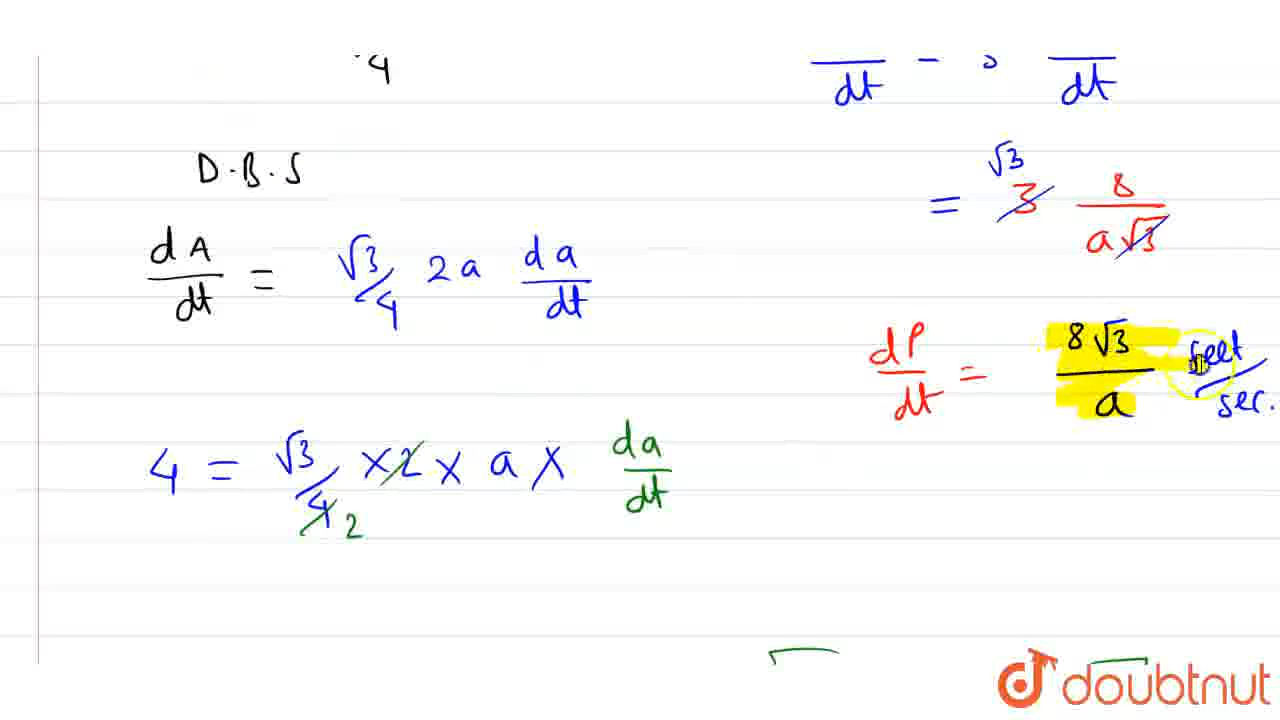 4
dt - dt
D.B.S
= √3 3 8/a√3
dA/dt = √3/4 2a da/dt
dP/dt = 8√3/a feet/sec.
4 = √3/4 2 × 2 × a × da/dt
doubtnut